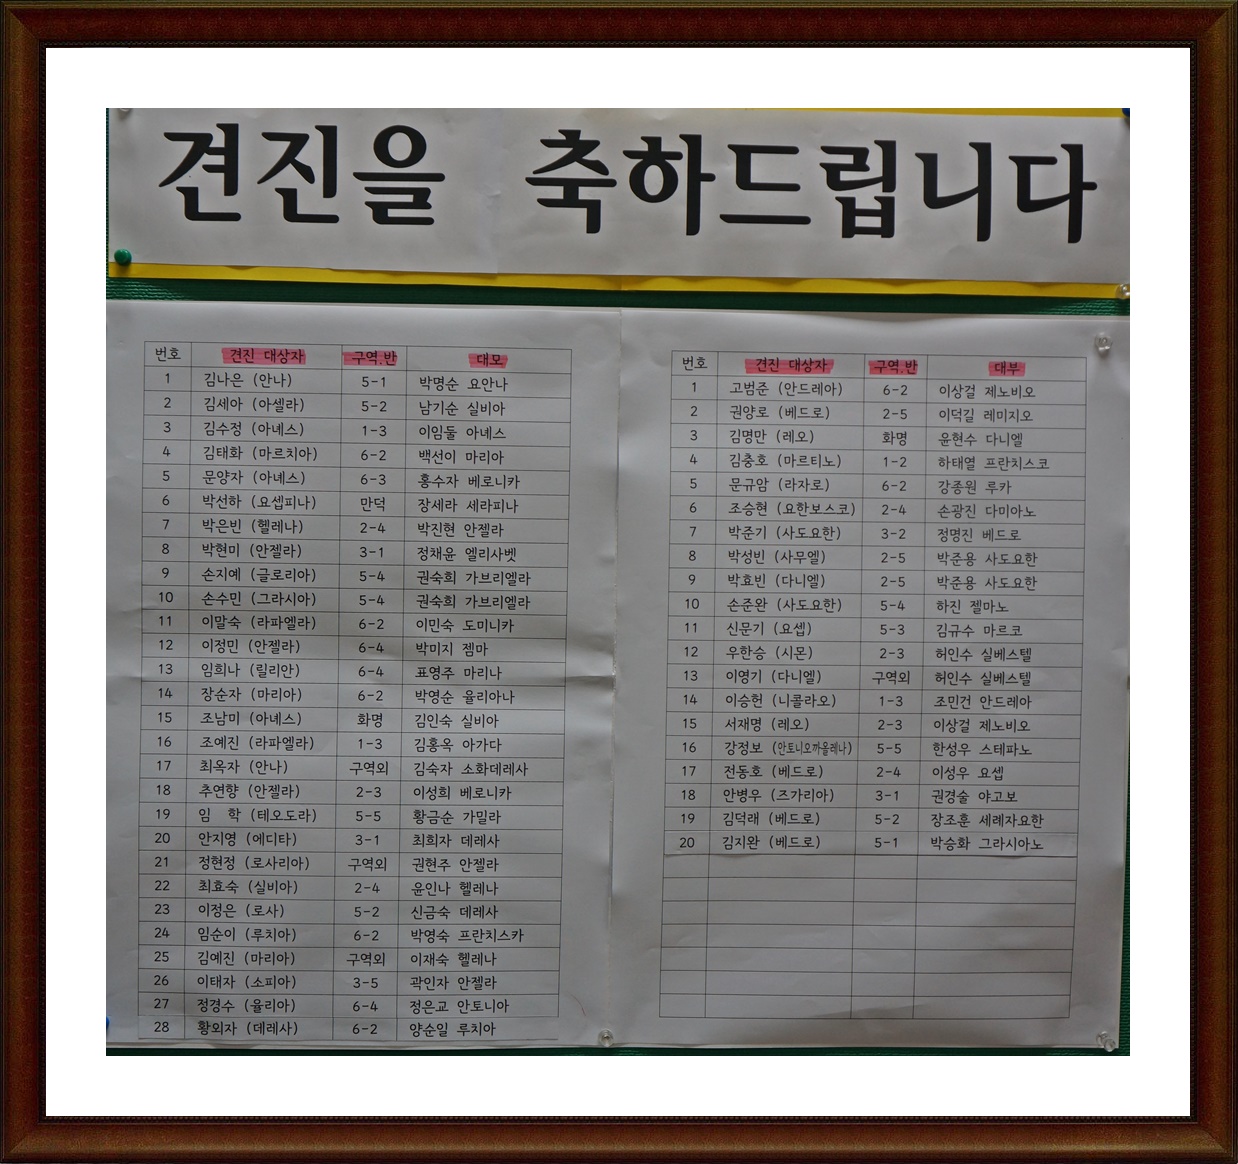 견진을 축하드립니다
번호 견진 대상자 구역.반 대모
1 김나은 (안나) 5-1 박명순 요안나
2 김세아 (아셀라) 5-2 남기순 실비아
3 김수정 (아녜스) 1-3 이임둘 아녜스
4 김태화 (마르치아) 6-2 백선이 마리아
5 문양자 (아녜스) 6-3 홍수자 베로니카
6 박선하 (요셉피나) 만덕 장세라 세라피나
7 박은빈 (헬레나) 2-4 박진현 안젤라
8 박현미 (안젤라) 3-1 정채윤 엘리사벳
9 손지예 (글로리아) 5-4 권숙희 가브리엘라
10 손수민 (그라시아) 5-4 권숙희 가브리엘라
11 이말숙 (라파엘라) 6-2 이민숙 도미니카
12 이정민 (안젤라) 6-4 박미지 젬마
13 임희나 (릴리안) 6-4 표영주 마리나
14 장순자 (마리아) 6-2 박영순 율리아나
15 조남미 (아녜스) 화명 김인숙 실비아
16 조예진 (라파엘라) 1-3 김홍옥 아가다
17 최옥자 (안나) 구역외 김숙자 소화데레사
18 추연향 (안젤라) 2-3 이성희 베로니카
19 임 학 (테오도라) 5-5 황금순 가밀라
20 안지영 (에디타) 3-1 최희자 데레사
21 정현정 (로사리아) 구역외 권현주 안젤라
22 최효숙 (실비아) 2-4 윤인나 헬레나
23 이정은 (로사) 5-2 신금숙 데레사
24 임순이 (루치아) 6-2 박영숙 프란치스카
25 김예진 (마리아) 구역외 이재숙 헬레나
26 이태자 (소피아) 3-5 곽인자 안젤라
27 정경수 (율리아) 6-4 정은교 안토니아
28 황외자 (데레사) 6-2 양순일 루치아
번호 견진 대상자 구역.반 대부
1 고범준 (안드레아) 6-2 이상걸 제노비오
2 권양로 (베드로) 2-5 이덕길 레미지오
3 김명만 (레오) 화명 윤현수 다니엘
4 김충호 (마르티노) 1-2 하태열 프란치스코
5 문규암 (라자로) 6-2 강종원 루카
6 조승현 (요한보스코) 2-4 손광진 다미아노
7 박준기 (사도요한) 3-2 정명진 베드로
8 박성빈 (사무엘) 2-5 박준용 사도요한
9 박효빈 (다니엘) 2-5 박준용 사도요한
10 손준완 (사도요한) 5-4 하진 젤마노
11 신문기 (요셉) 5-3 김규수 마르코
12 우한승 (시몬) 2-3 허인수 실베스텔
13 이영기 (다니엘) 구역외 허인수 실베스텔
14 이승헌 (니콜라오) 1-3 조민건 안드레아
15 서재명 (레오) 2-3 이상걸 제노비오
16 강정보 (안토니오까울레나) 5-5 한성우 스테파노
17 전동호 (베드로) 2-4 이성우 요셉
18 안병우 (즈가리아) 3-1 권경술 야고보
19 김덕래 (베드로) 5-2 장조훈 세례자요한
20 김지완 (베드로) 5-1 박승화 그라시아노